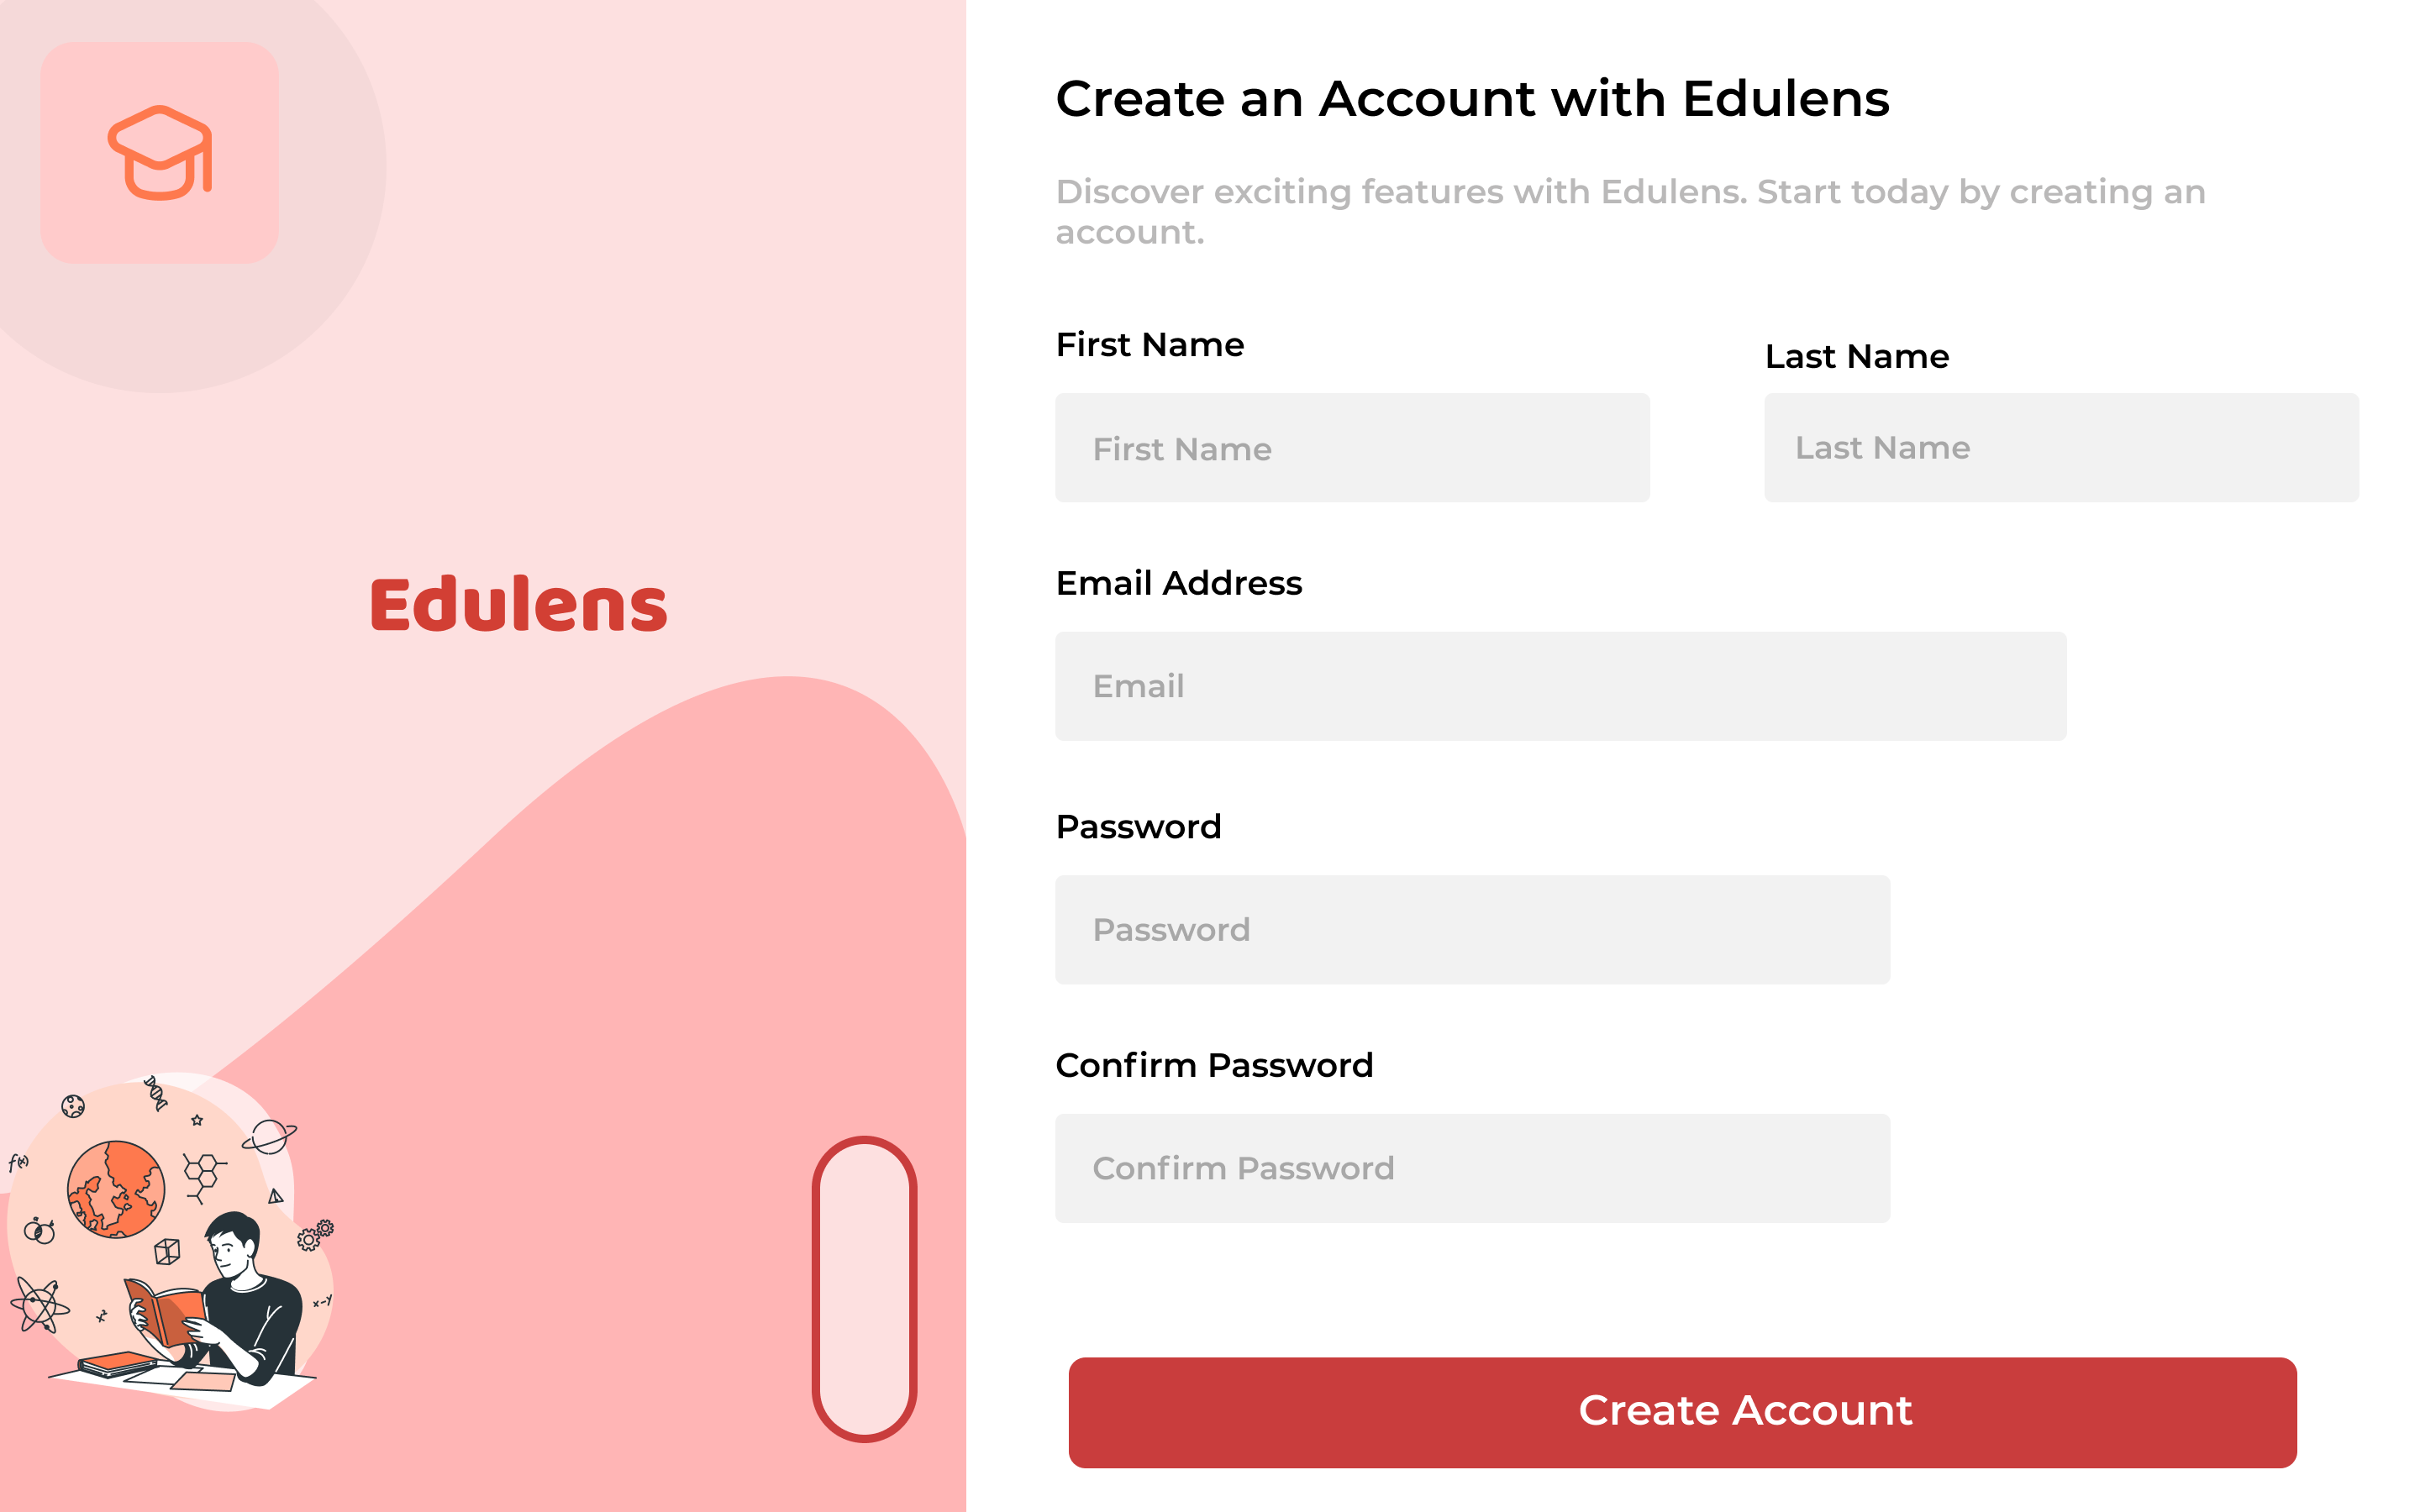 Edulens
f(x)
x²
x-y
Create an Account with Edulens
Discover exciting features with Edulens. Start today by creating an
account.
First Name
Last Name
First Name
Last Name
Email Address
Email
Password
Password
Confirm Password
Confirm Password
Create Account